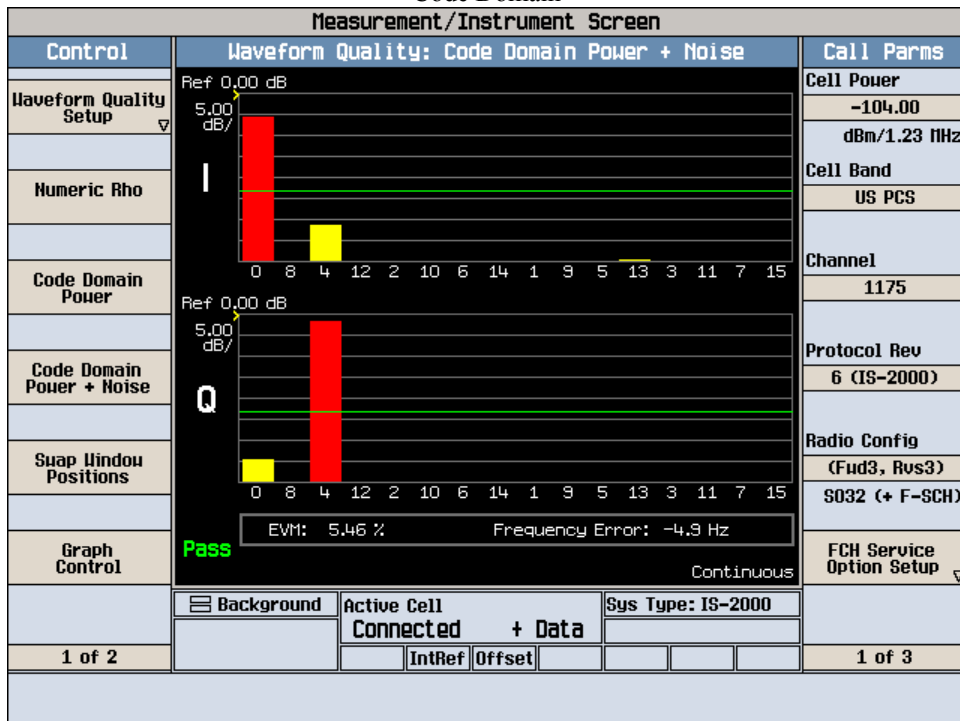 Code Domain
Measurement/Instrument Screen
Control
Waveform Quality: Code Domain Power + Noise
Call Parms
Waveform Quality
Setup
Numeric Rho
Code Domain
Power
Code Domain
Power + Noise
Swap Window
Positions
Graph
Control
1 of 2
Ref 0.00 dB
5.00
dB/
I
0 8 4 12 2 10 6 14 1 9 5 13 3 11 7 15
Ref 0.00 dB
5.00
dB/
Q
0 8 4 12 2 10 6 14 1 9 5 13 3 11 7 15
EVM: 5.46 % Frequency Error: -4.9 Hz
Pass
Continuous
Background
Active Cell
Connected + Data
Sys Type: IS-2000
IntRef Offset
Cell Power
-104.00
dBm/1.23 MHz
Cell Band
US PCS
Channel
1175
Protocol Rev
6 (IS-2000)
Radio Config
(Fwd3, Rvs3)
SO32 (+ F-SCH)
FCH Service
Option Setup
1 of 3